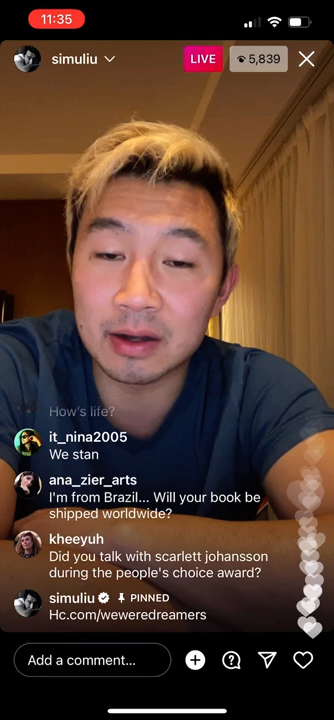 11:35
simuliu
LIVE
5,839
How's life?
it_nina2005
We stan
ana_zier_arts
I'm from Brazil... Will your book be
shipped worldwide?
kheeyuh
Did you talk with scarlett johansson
during the people's choice award?
simuliu PINNED
Hc.com/weweredreamers
Add a comment...